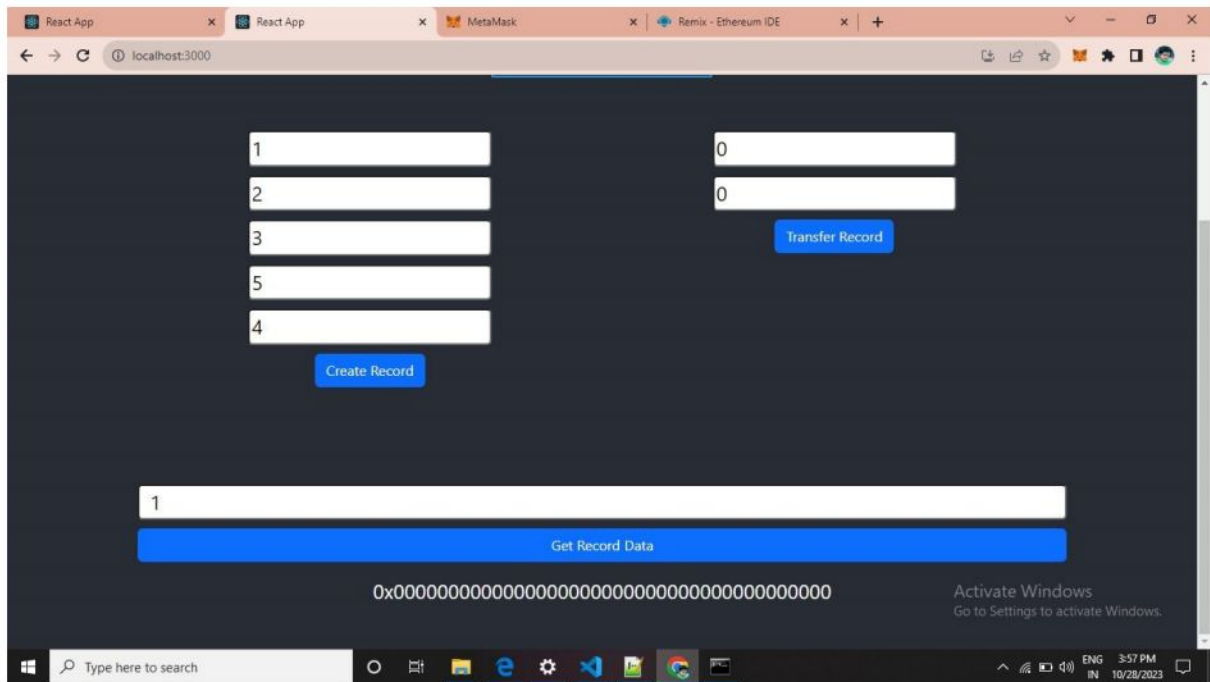 React App
React App
MetaMask
Remix - Ethereum IDE
localhost:3000
1
2
3
5
4
Create Record
0
0
Transfer Record
1
Get Record Data
0x0000000000000000000000000000000000000000
Activate Windows
Go to Settings to activate Windows.
Type here to search
ENG
IN
3:57 PM
10/28/2023